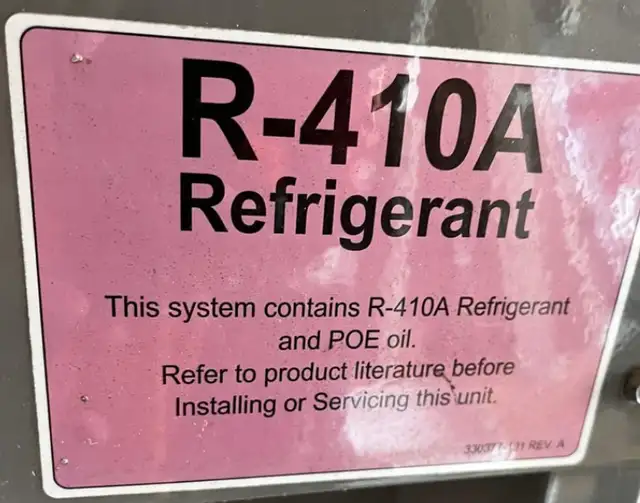 R-410A
Refrigerant
This system contains R-410A Refrigerant
and POE oil.
Refer to product literature before
Installing or Servicing this unit.
REV. A